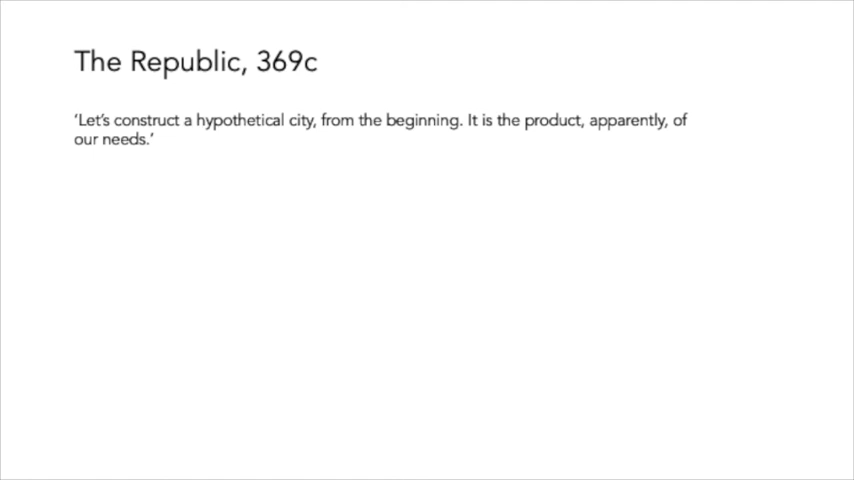 The Republic, 369c
‘Let’s construct a hypothetical city, from the beginning. It is the product, apparently, of
our needs.’